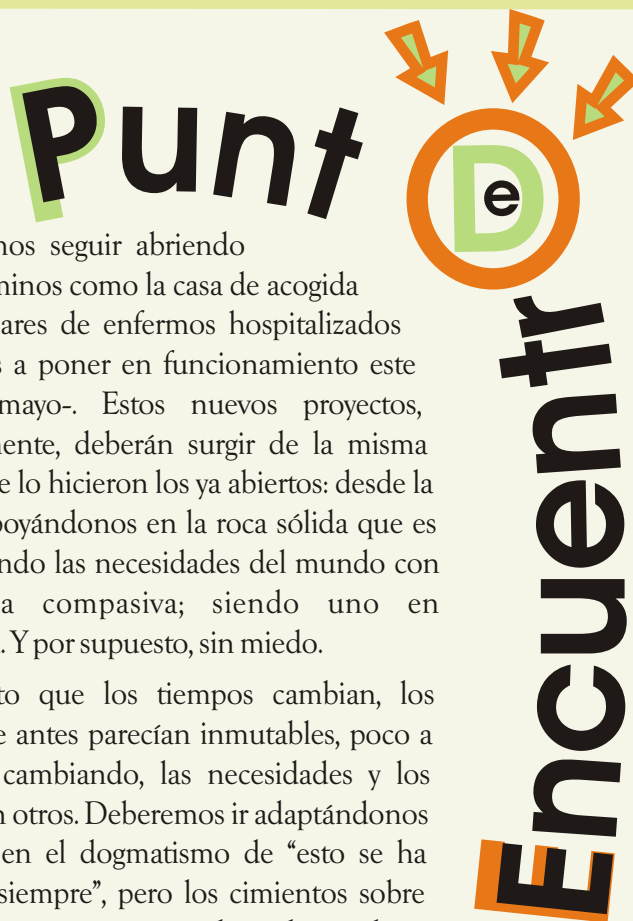 Punt
De
Encuentr
nos seguir abriendo
minos como la casa de acogida
ares de enfermos hospitalizados
s a poner en funcionamiento este
mayo-. Estos nuevos proyectos,
nente, deberán surgir de la misma
e lo hicieron los ya abiertos: desde la
poyándonos en la roca sólida que es
ndo las necesidades del mundo con
a compasiva; siendo uno en
. Y por supuesto, sin miedo.
to que los tiempos cambian, los
e antes parecían inmutables, poco a
cambiando, las necesidades y los
n otros. Deberemos ir adaptándonos
en el dogmatismo de “esto se ha
siempre”, pero los cimientos sobre